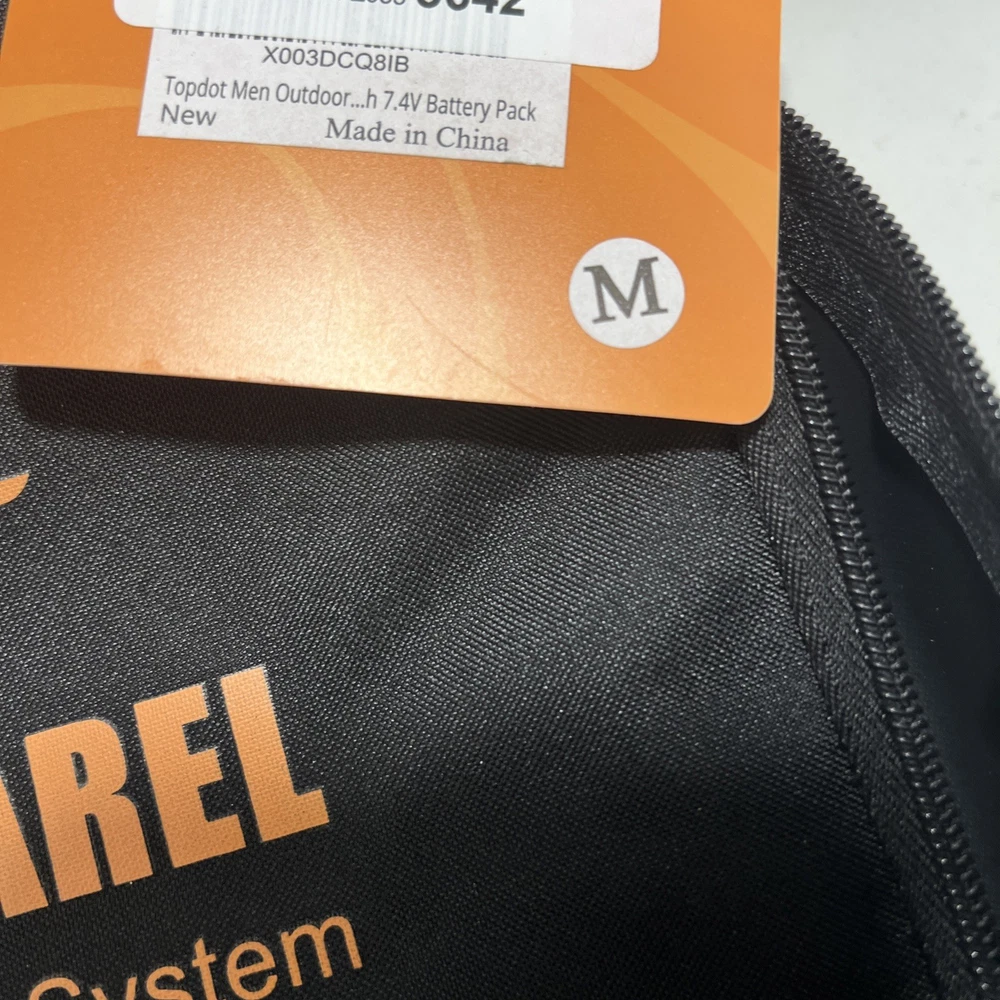 X003DCQ8IB
Topdot Men Outdoor...h 7.4V Battery Pack
New
Made in China
M
AREL
System